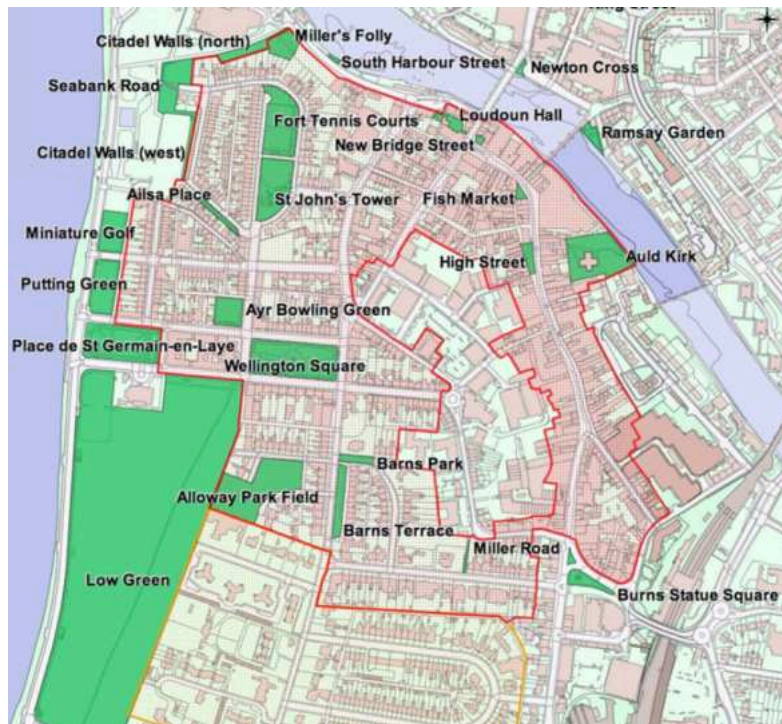 Citadel Walls (north)
Miller's Folly
South Harbour Street
Newton Cross
Seabank Road
Fort Tennis Courts
Loudoun Hall
Ramsay Garden
New Bridge Street
Citadel Walls (west)
Ailsa Place
St John's Tower
Fish Market
Miniature Golf
High Street
Auld Kirk
Putting Green
Ayr Bowling Green
Place de St Germain-en-Laye
Wellington Square
Barns Park
Alloway Park Field
Barns Terrace
Miller Road
Low Green
Burns Statue Square